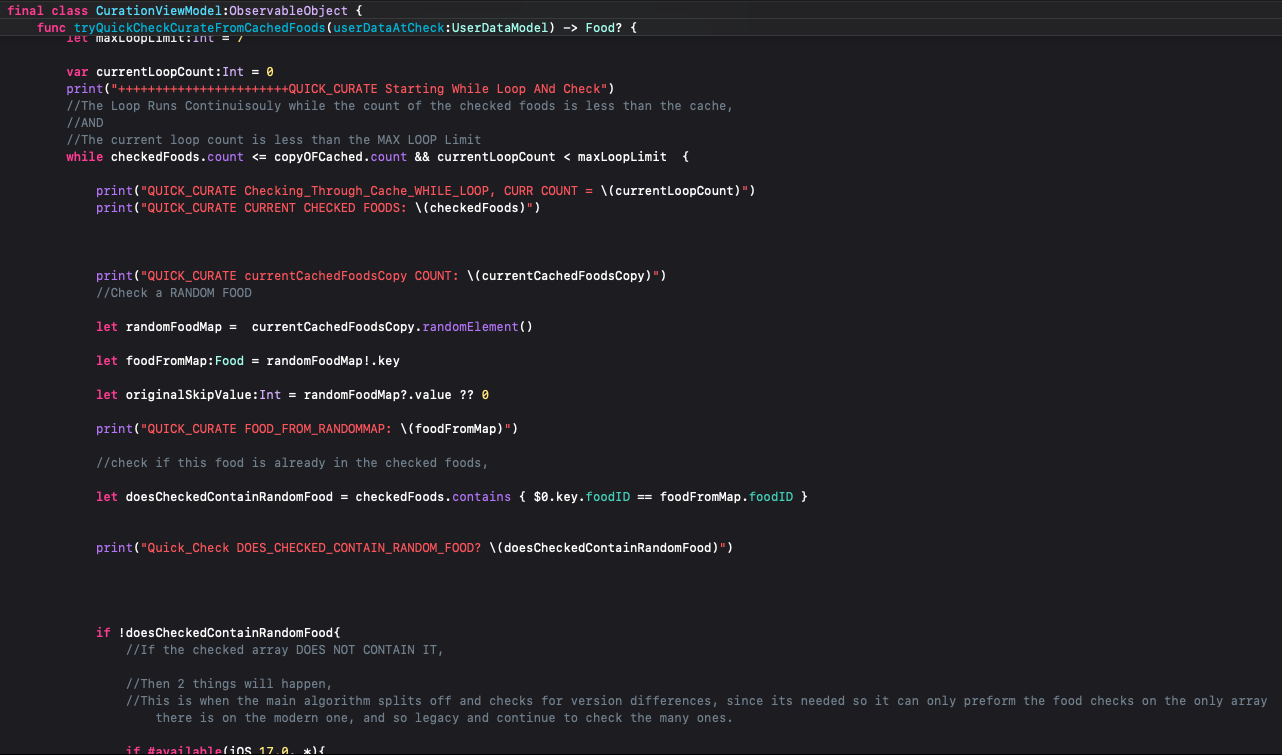 final class CurationViewModel:ObservableObject {
func tryQuickCheckCurateFromCachedFoods(userDataAtCheck:UserDataModel) -> Food? {
let maxLoopLimit:Int = 7
var currentLoopCount:Int = 0
print("+++++++++++++++++++++++QUICK_CURATE Starting While Loop ANd Check")
//The Loop Runs Continuisouly while the count of the checked foods is less than the cache,
//AND
//The current loop count is less than the MAX LOOP Limit
while checkedFoods.count <= copyOFCached.count && currentLoopCount < maxLoopLimit  {
print("QUICK_CURATE Checking_Through_Cache_WHILE_LOOP, CURR COUNT = \(currentLoopCount)")
print("QUICK_CURATE CURRENT CHECKED FOODS: \(checkedFoods)")
print("QUICK_CURATE currentCachedFoodsCopy COUNT: \(currentCachedFoodsCopy)")
//Check a RANDOM FOOD
let randomFoodMap =  currentCachedFoodsCopy.randomElement()
let foodFromMap:Food = randomFoodMap!.key
let originalSkipValue:Int = randomFoodMap?.value ?? 0
print("QUICK_CURATE FOOD_FROM_RANDOMMAP: \(foodFromMap)")
//check if this food is already in the checked foods,
let doesCheckedContainRandomFood = checkedFoods.contains { $0.key.foodID == foodFromMap.foodID }
print("Quick_Check DOES_CHECKED_CONTAIN_RANDOM_FOOD? \(doesCheckedContainRandomFood)")
if !doesCheckedContainRandomFood{
//If the checked array DOES NOT CONTAIN IT,
//Then 2 things will happen,
//This is when the main algorithm splits off and checks for version differences, since its needed so it can only preform the food checks on the only array
there is on the modern one, and so legacy and continue to check the many ones.
if #available(iOS 17.0, *){